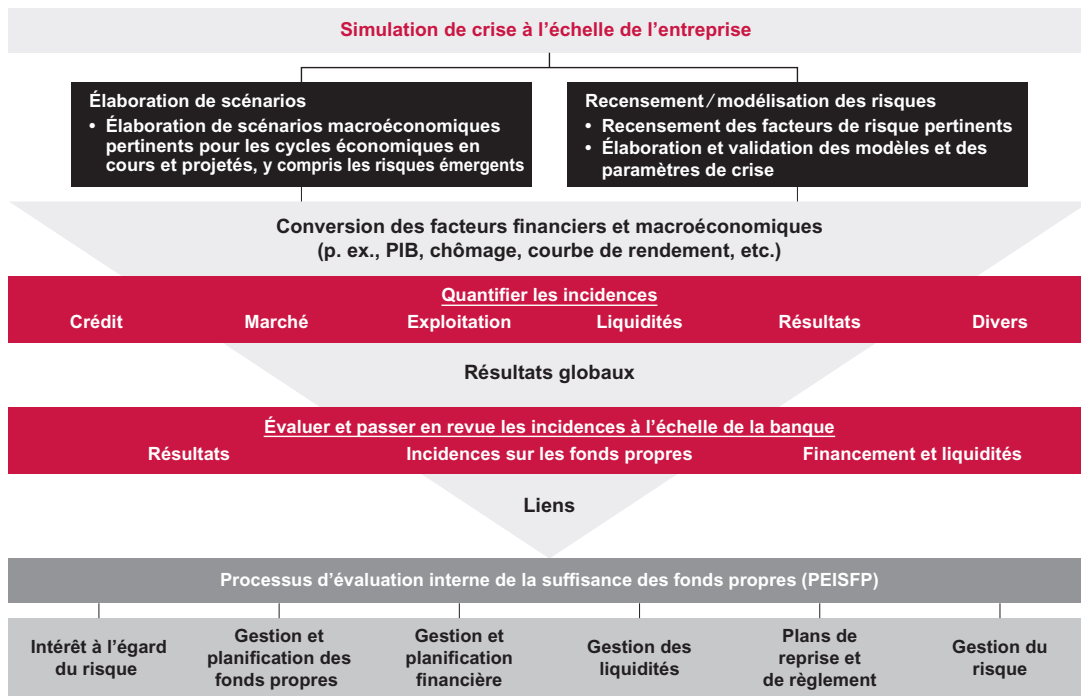 Simulation de crise à l'échelle de l'entreprise
Élaboration de scénarios
• Élaboration de scénarios macroéconomiques
pertinents pour les cycles économiques en
cours et projetés, y compris les risques émergents
Recensement/modélisation des risques
• Recensement des facteurs de risque pertinents
• Élaboration et validation des modèles et des
paramètres de crise
Conversion des facteurs financiers et macroéconomiques
(p. ex., PIB, chômage, courbe de rendement, etc.)
Quantifier les incidences
Crédit Marché Exploitation Liquidités Résultats Divers
Résultats globaux
Évaluer et passer en revue les incidences à l'échelle de la banque
Résultats Incidences sur les fonds propres Financement et liquidités
Liens
Processus d'évaluation interne de la suffisance des fonds propres (PEISFP)
Intérêt à l'égard
du risque
Gestion et
planification des
fonds propres
Gestion et
planification
financière
Gestion des
liquidités
Plans de
reprise et
de règlement
Gestion du
risque